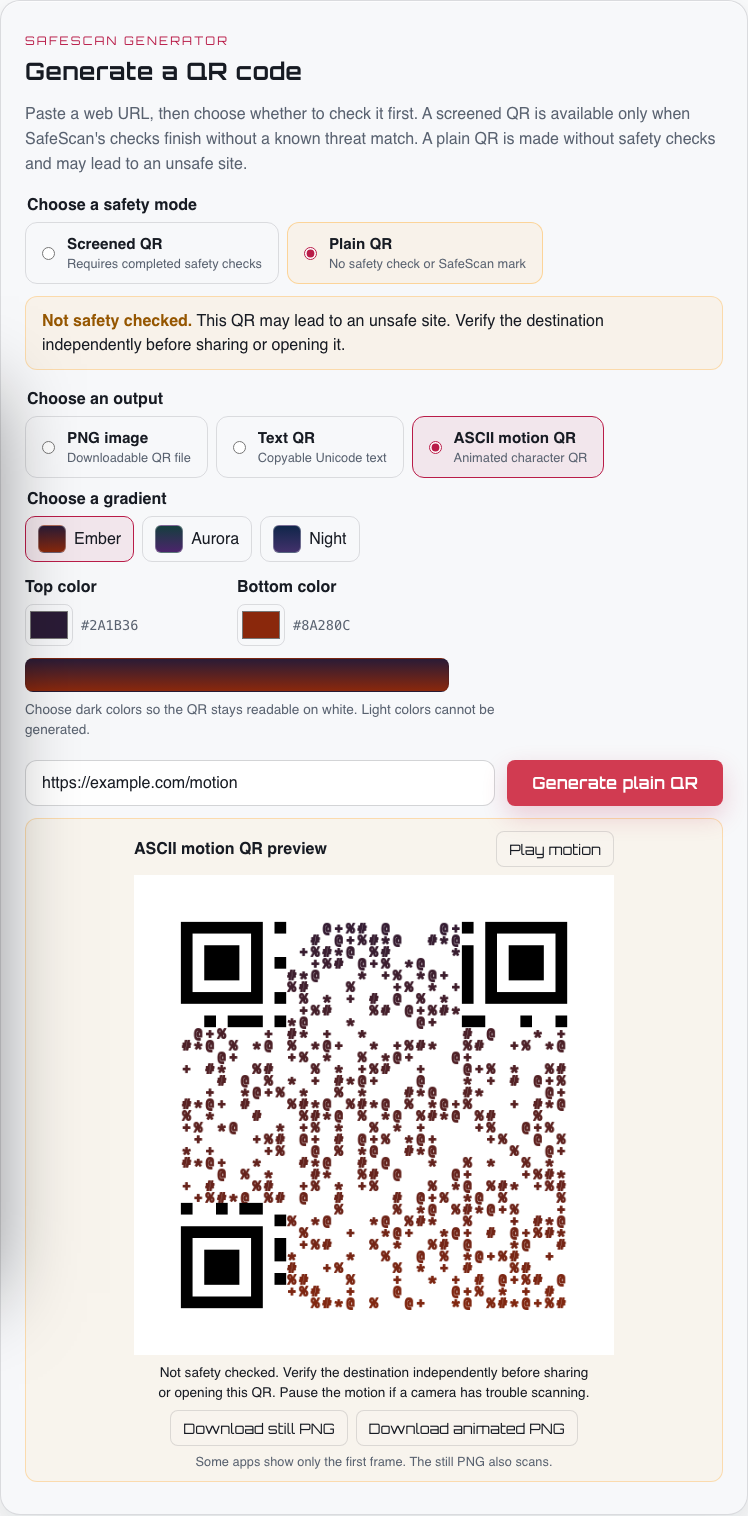 SAFESCAN GENERATOR
Generate a QR code
Paste a web URL, then choose whether to check it first. A screened QR is available only when
SafeScan's checks finish without a known threat match. A plain QR is made without safety checks
and may lead to an unsafe site.
Choose a safety mode
Screened QR
Requires completed safety checks
Plain QR
No safety check or SafeScan mark
Not safety checked. This QR may lead to an unsafe site. Verify the destination
independently before sharing or opening it.
Choose an output
PNG image
Downloadable QR file
Text QR
Copyable Unicode text
ASCII motion QR
Animated character QR
Choose a gradient
Ember
Aurora
Night
Top color
Bottom color
#2A1B36
#8A280C
Choose dark colors so the QR stays readable on white. Light colors cannot be
generated.
https://example.com/motion
Generate plain QR
ASCII motion QR preview
Play motion
Not safety checked. Verify the destination independently before sharing
or opening this QR. Pause the motion if a camera has trouble scanning.
Download still PNG
Download animated PNG
Some apps show only the first frame. The still PNG also scans.